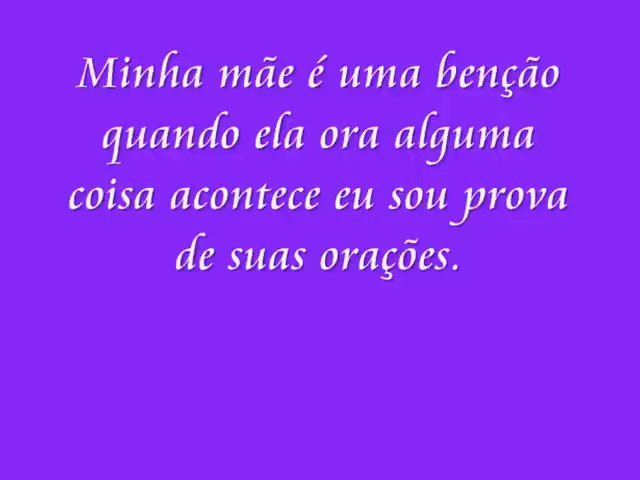 Minha mãe é uma benção
quando ela ora alguma
coisa acontece eu sou prova
de suas orações.